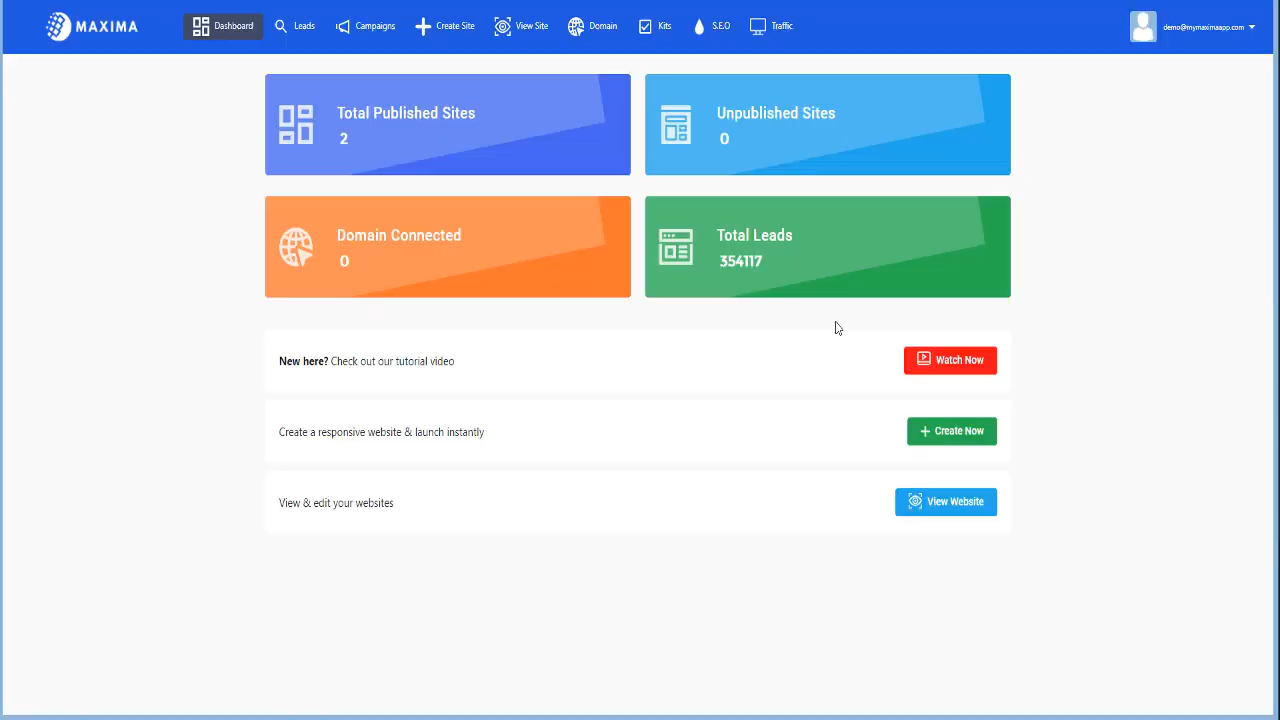 MAXIMA
Dashboard Leads Campaigns Create Site View Site Domain Kits S.E.O Traffic demo@mymaximaapp.com
Total Published Sites
2
Unpublished Sites
0
Domain Connected
0
Total Leads
354117
New here? Check out our tutorial video
Watch Now
Create a responsive website & launch instantly
Create Now
View & edit your websites
View Website